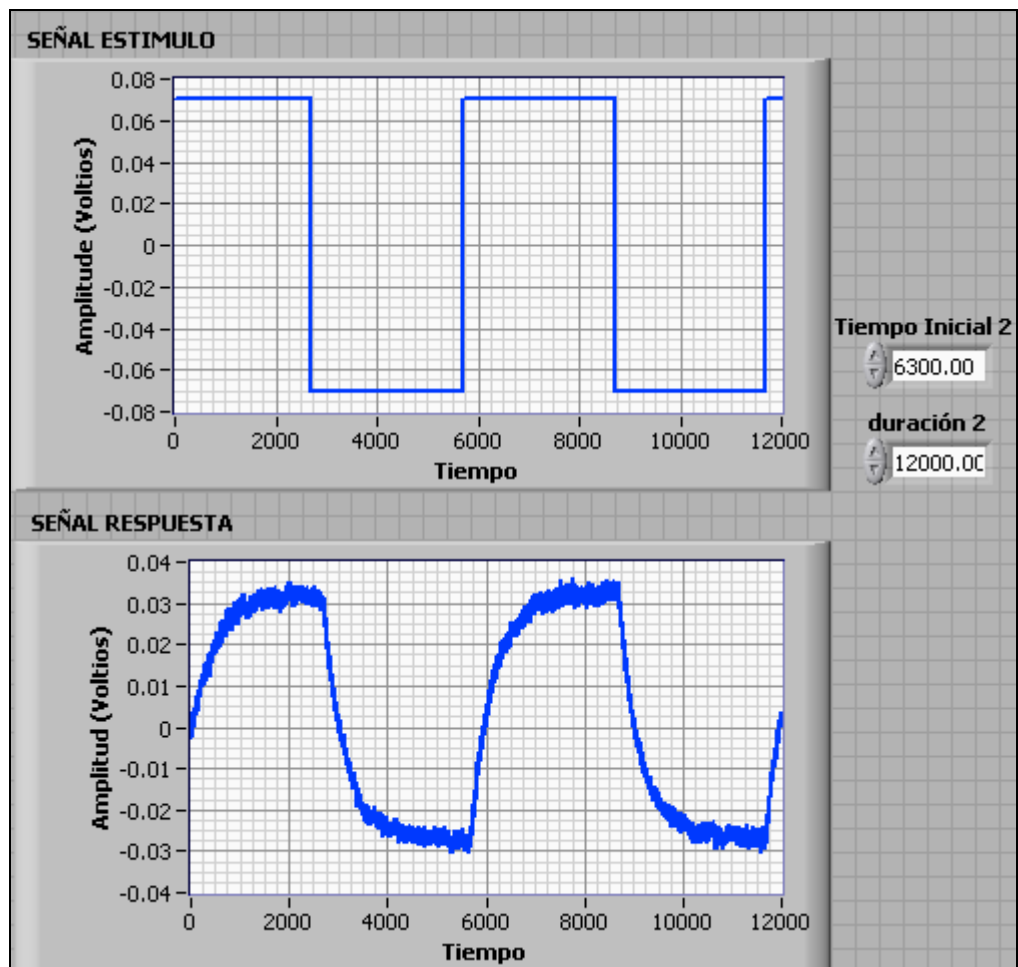 SEÑAL ESTIMULO
Amplitude (Voltios)
0.08
0.06
0.04
0.02
0
-0.02
-0.04
-0.06
-0.08
0 2000 4000 6000 8000 10000 12000
Tiempo
Tiempo Inicial 2
6300.00
duración 2
12000.00
SEÑAL RESPUESTA
Amplitud (Voltios)
0.04
0.03
0.02
0.01
0
-0.01
-0.02
-0.03
-0.04
0 2000 4000 6000 8000 10000 12000
Tiempo